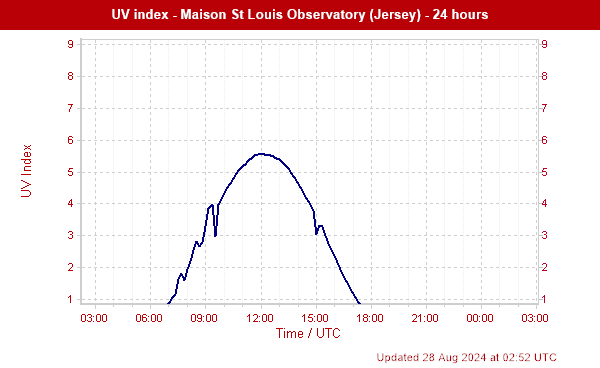 UV index - Maison St Louis Observatory (Jersey) - 24 hours
9 9
8 8
7 7
6 6
5 5
4 4
3 3
2 2
1 1
UV Index
03:00 06:00 09:00 12:00 15:00 18:00 21:00 00:00 03:00
Time / UTC
Updated 28 Aug 2024 at 02:52 UTC